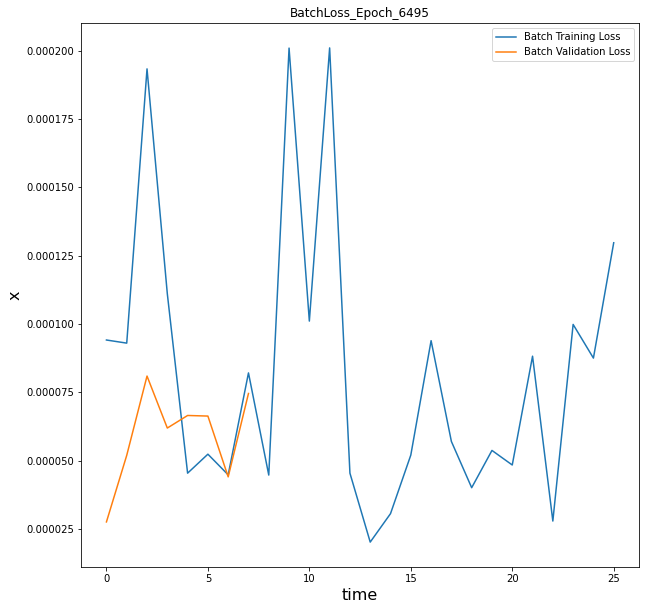 BatchLoss_Epoch_6495
Batch Training Loss
Batch Validation Loss
0.000200
0.000175
0.000150
0.000125
0.000100
0.000075
0.000050
0.000025
x
0 5 10 15 20 25
time